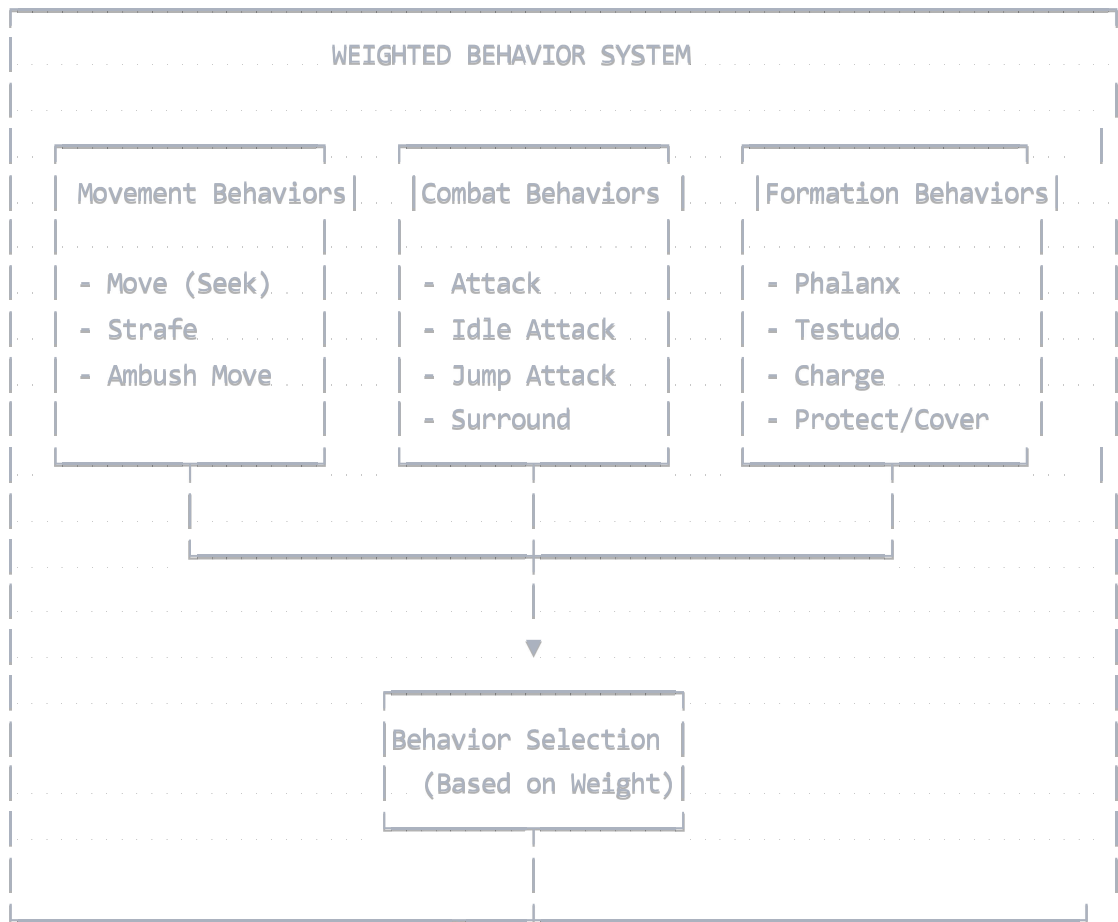 WEIGHTED BEHAVIOR SYSTEM
Movement Behaviors
Combat Behaviors
Formation Behaviors
- Move (Seek)
- Strafe
- Ambush Move
- Attack
- Idle Attack
- Jump Attack
- Surround
- Phalanx
- Testudo
- Charge
- Protect/Cover
Behavior Selection
(Based on Weight)